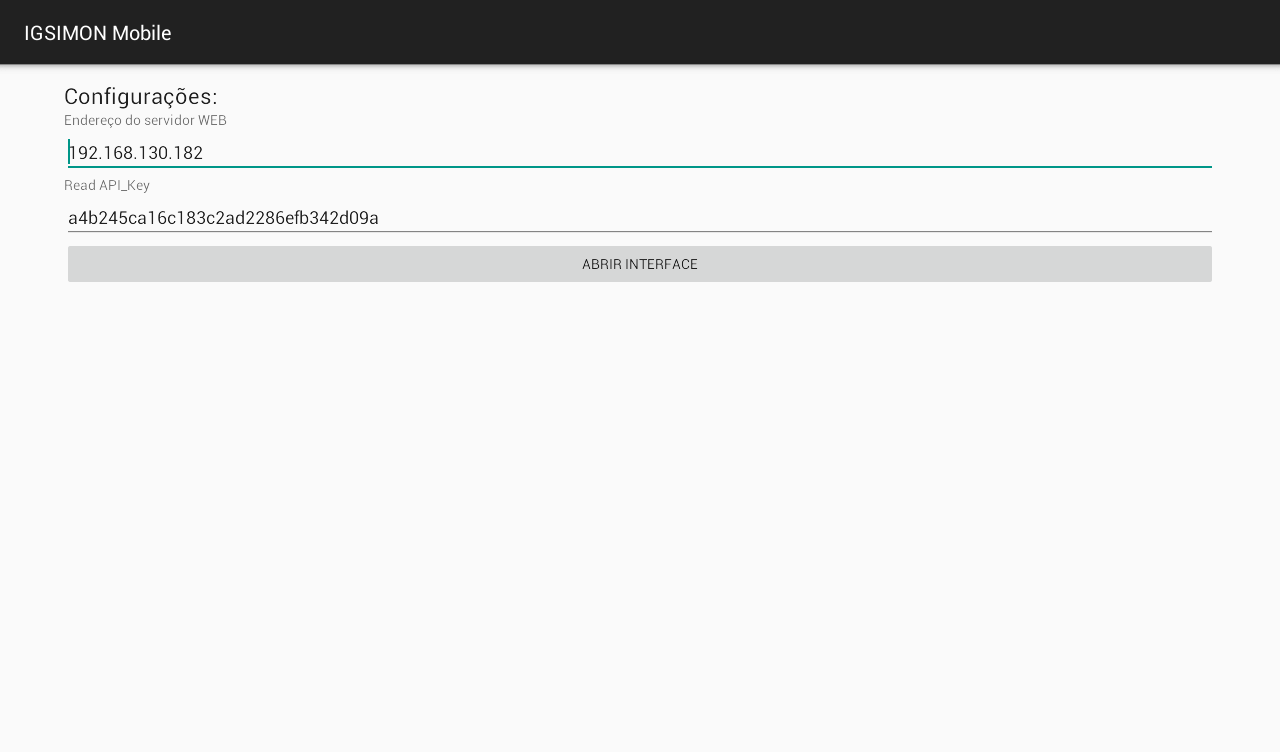 IGSIMON Mobile
Configurações:
Endereço do servidor WEB
192.168.130.182
Read API_Key
a4b245ca16c183c2ad2286efb342d09a
ABRIR INTERFACE